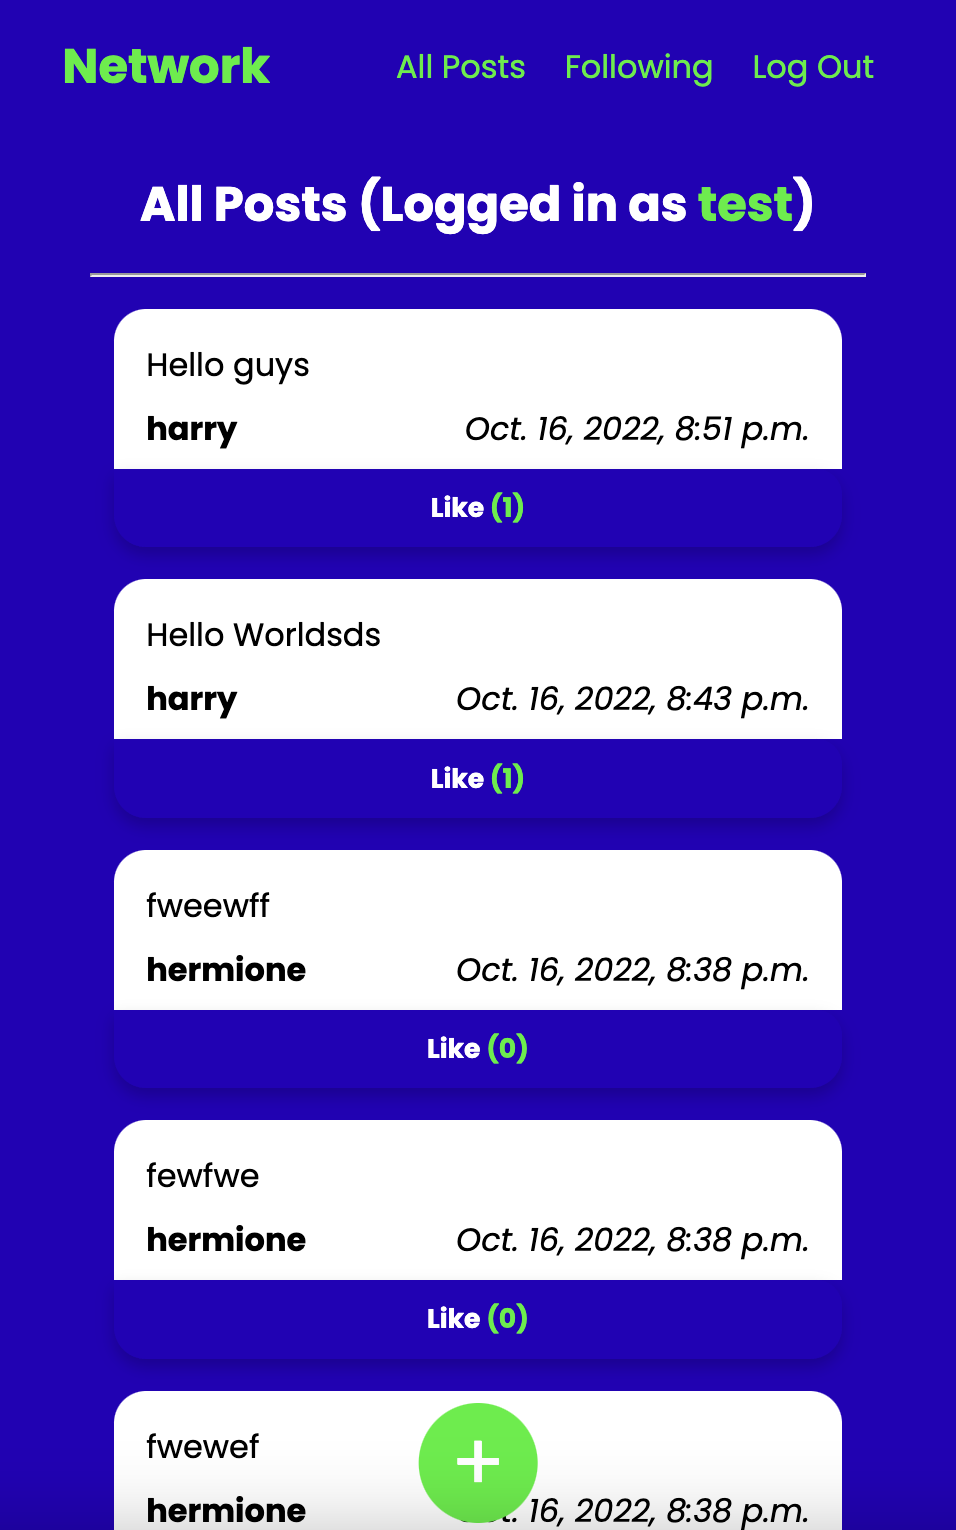 Network All Posts Following Log Out
All Posts (Logged in as test)
Hello guys
harry Oct. 16, 2022, 8:51 p.m.
Like (1)
Hello Worldsds
harry Oct. 16, 2022, 8:43 p.m.
Like (1)
fweewff
hermione Oct. 16, 2022, 8:38 p.m.
Like (0)
fewfwe
hermione Oct. 16, 2022, 8:38 p.m.
Like (0)
fwewef
+
hermione 16, 2022, 8:38 p.m.